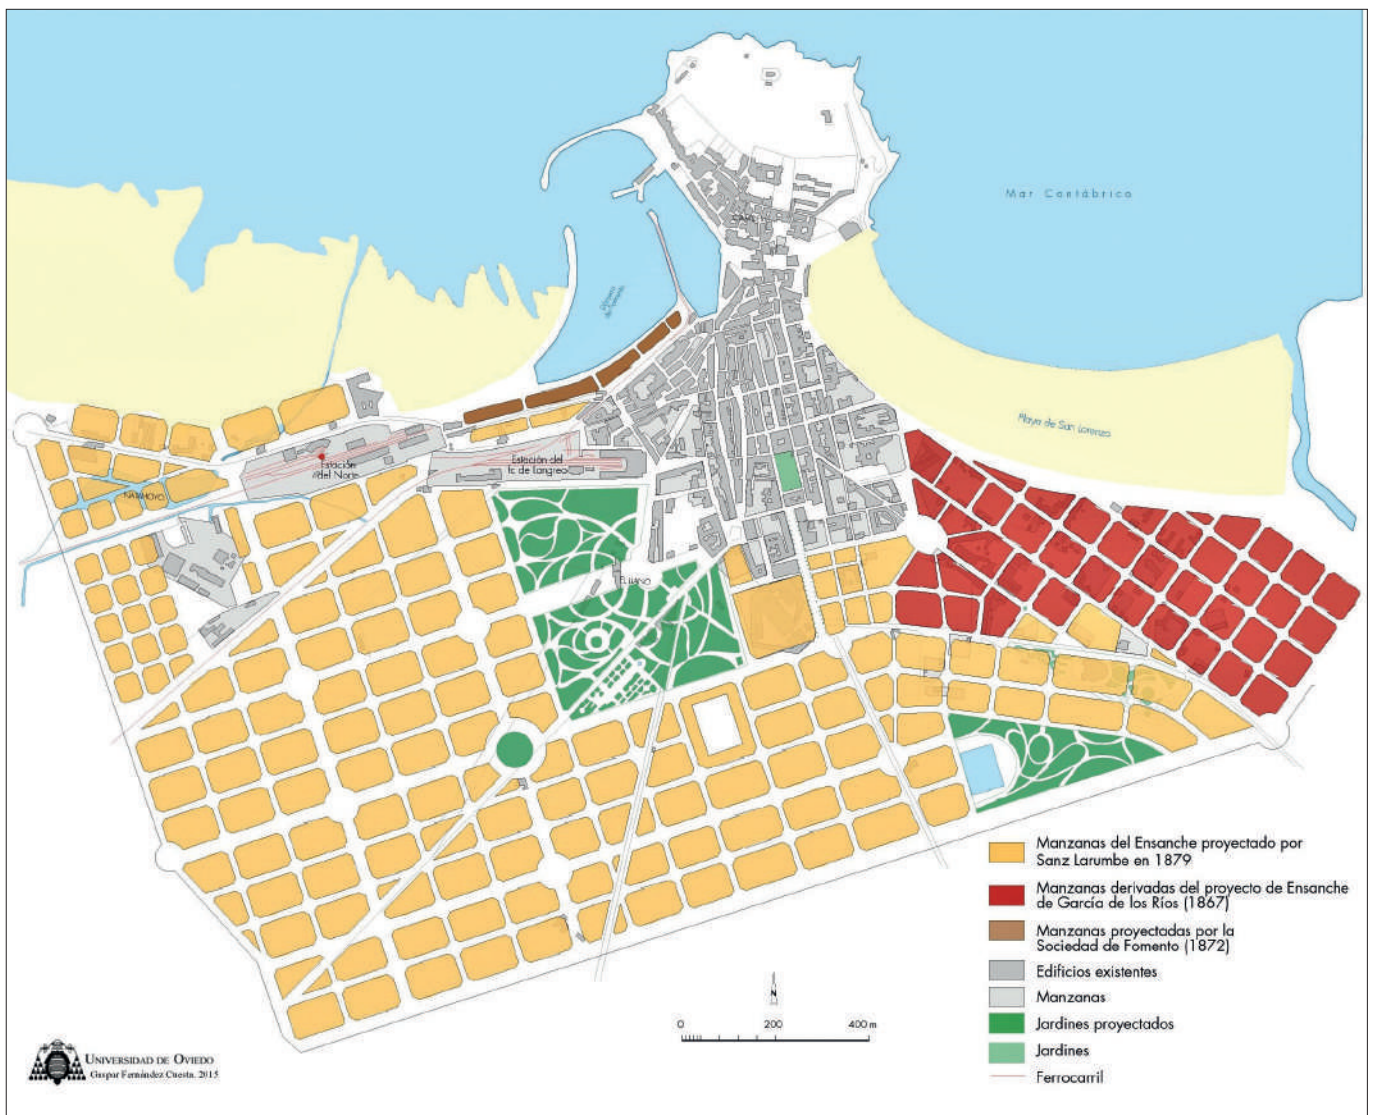 Mar Cantábrico
Playa de San Lorenzo
Estación
del Norte
Estación del
fc de Langreo
NATAHOYO
EL LLANO
Manzanas del Ensanche proyectado por
Sanz Larumbe en 1879
Manzanas derivadas del proyecto de Ensanche
de García de los Ríos (1867)
Manzanas proyectadas por la
Sociedad de Fomento (1872)
Edificios existentes
Manzanas
Jardines proyectados
Jardines
Ferrocarril
N
0 200 400 m
UNIVERSIDAD DE OVIEDO
Gaspar Fernández Cuesta. 2015